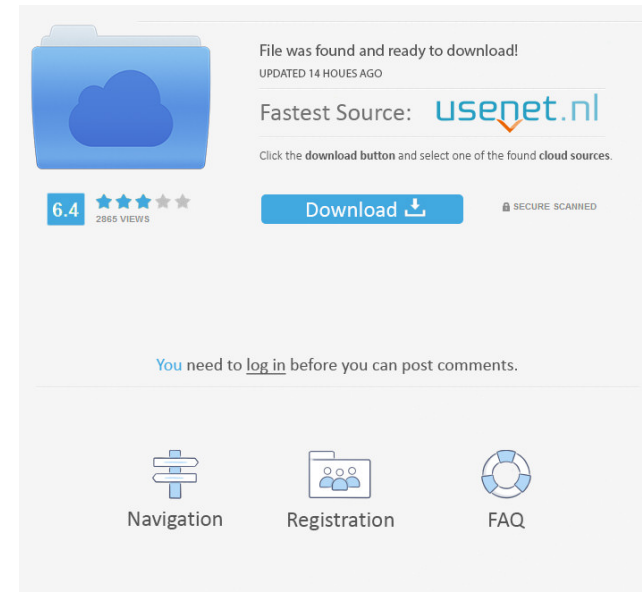 File was found and ready to download!
UPDATED 14 HOUES AGO
Fastest Source: usenet.nl
Click the download button and select one of the found cloud sources.
6.4
2865 VIEWS
Download
SECURE SCANNED
You need to log in before you can post comments.
Navigation
Registration
FAQ